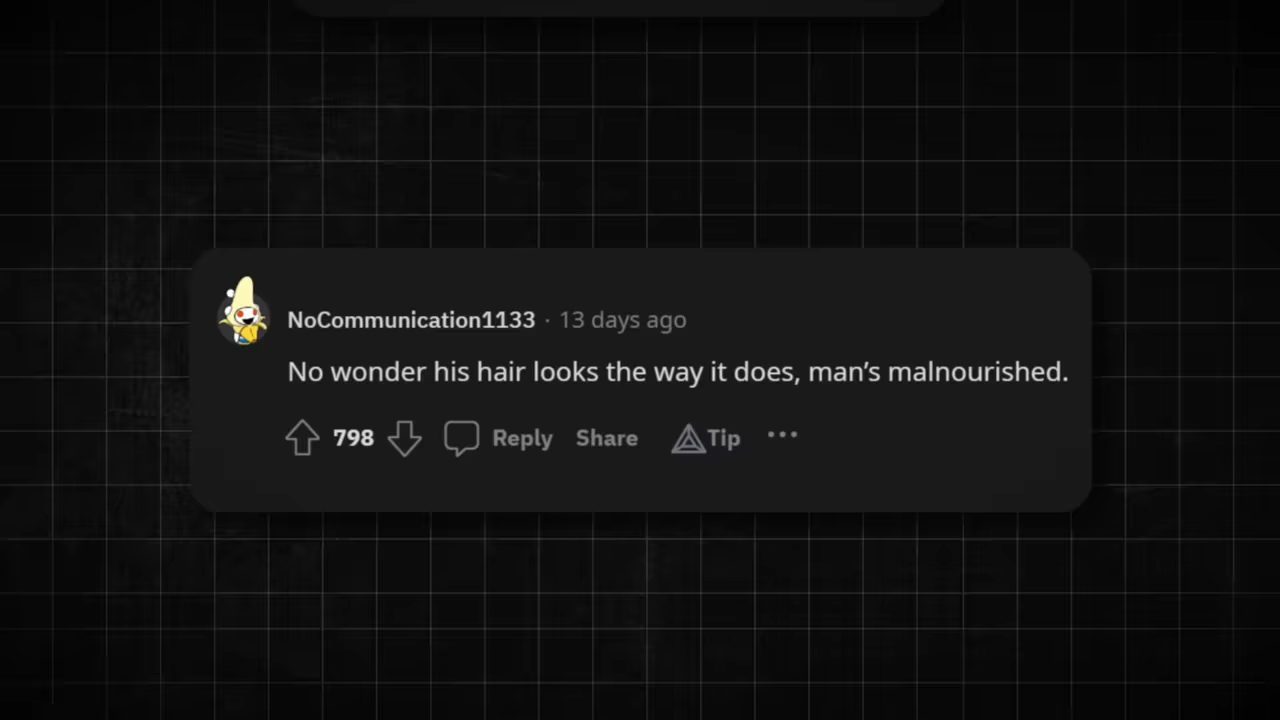 NoCommunication1133 · 13 days ago
No wonder his hair looks the way it does, man’s malnourished.
798 Reply Share Tip ···